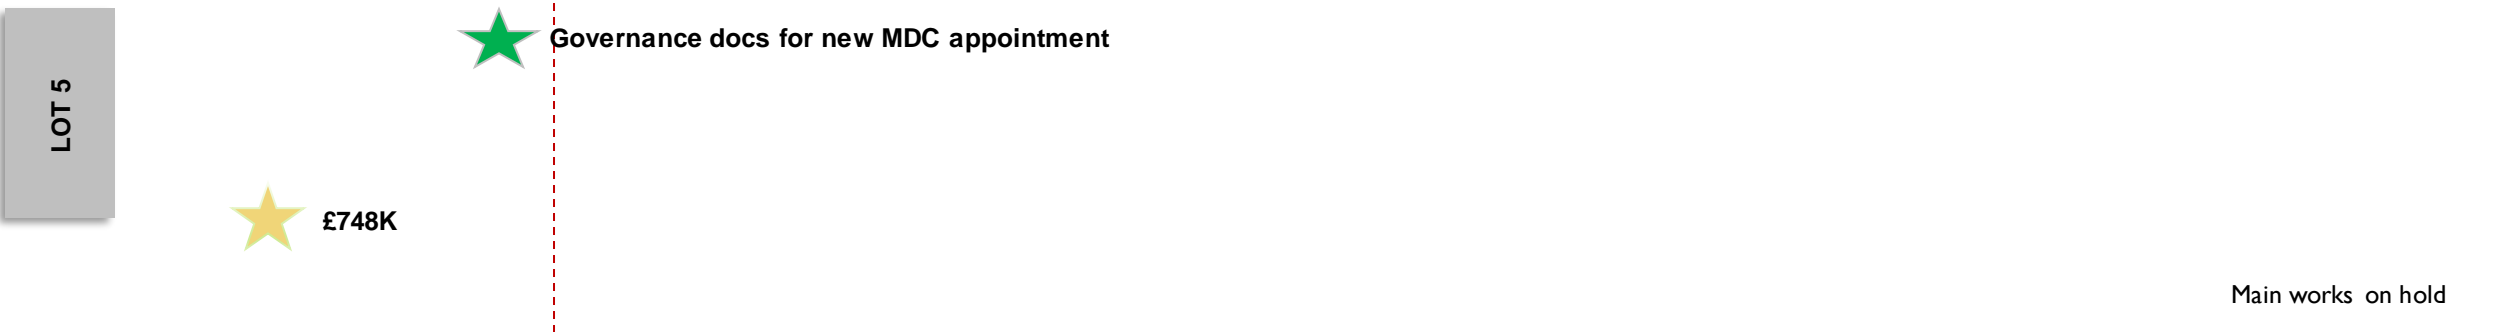 LOT 5
Governance docs for new MDC appointment
£748K
Main works on hold